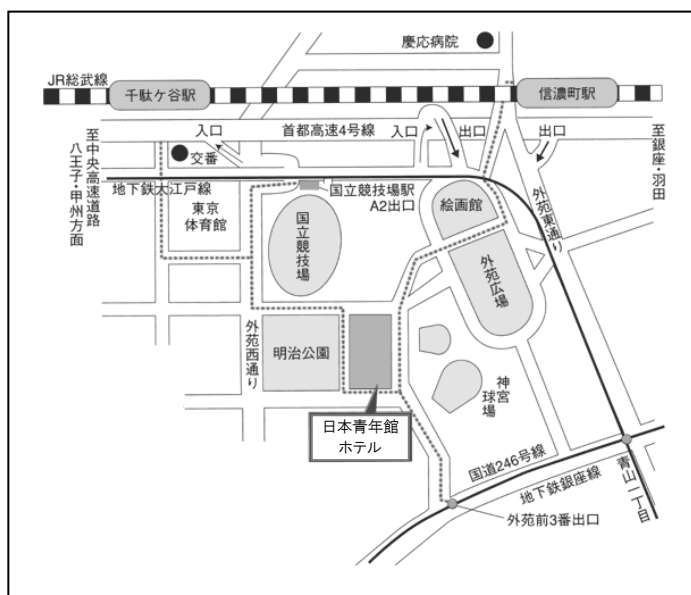 慶応病院
JR総武線
千駄ケ谷駅
信濃町駅
入口
首都高速4号線
入口
出口
出口
至中央高速道路
八王子・甲州方面
交番
至銀座・羽田
地下鉄大江戸線
国立競技場駅
A2出口
東京
体育館
国立競技場
絵画館
外苑東通り
外苑広場
外苑西通り
明治公園
神宮
球場
日本青年館
ホテル
国道246号線
地下鉄銀座線
青山一丁目
外苑前3番出口